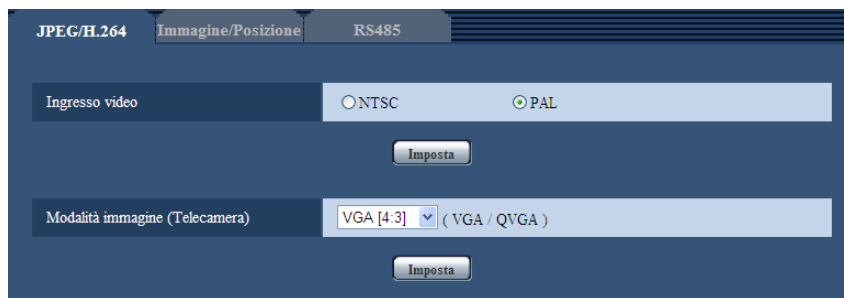 JPEG/H.264 Immagine/Posizione RS485
Ingresso video NTSC PAL
Imposta
Modalità immagine (Telecamera) VGA [4:3] ( VGA / QVGA )
Imposta